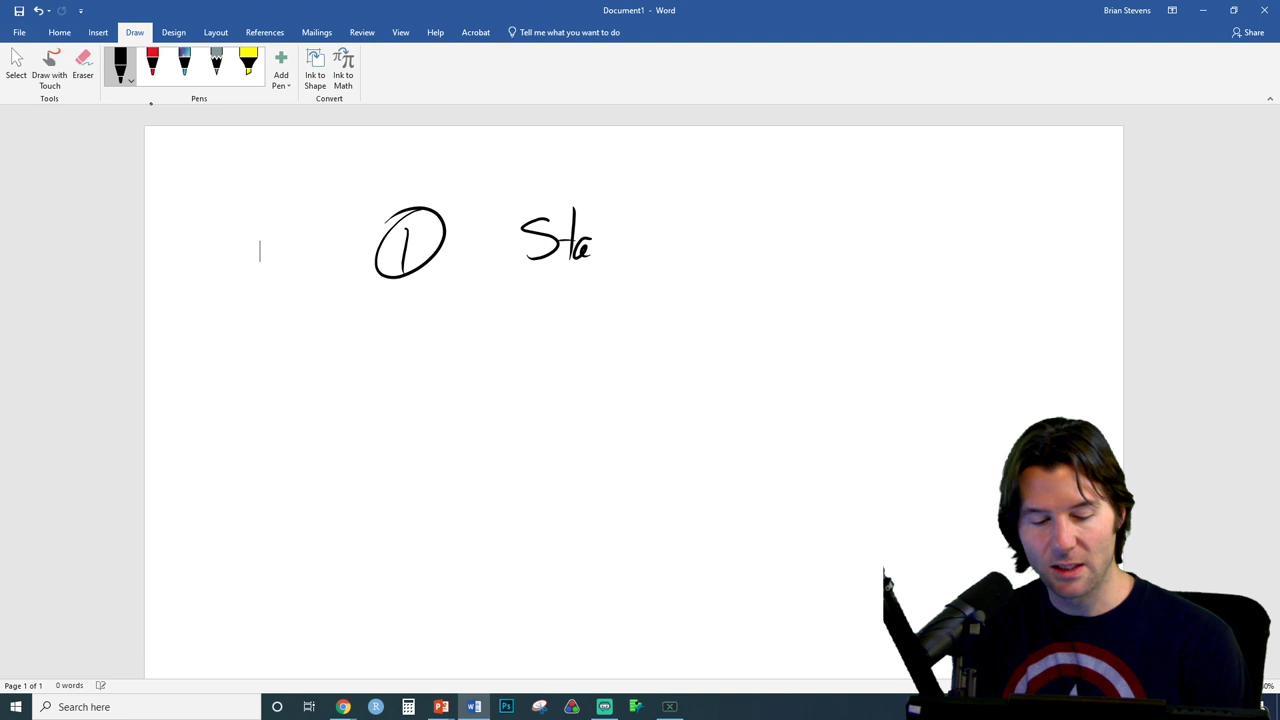 Document1 - Word
Brian Stevens
File Home Insert Draw Design Layout References Mailings Review View Help Acrobat Tell me what you want to do Share
Select Draw with Touch Eraser Add Pen Ink to Shape Ink to Math
Tools Pens Convert
1 Sta
Page 1 of 1 0 words
Search here